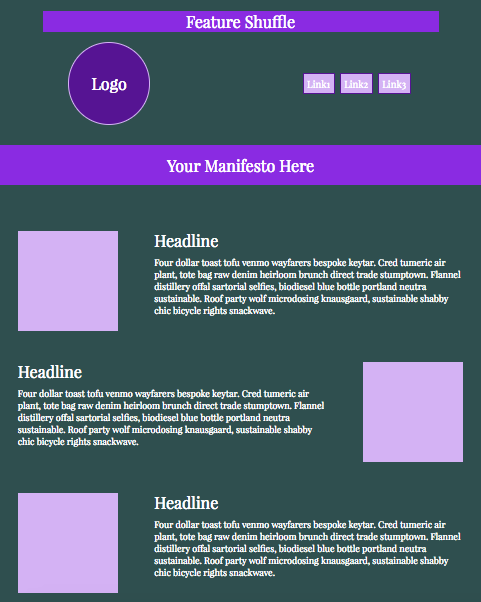 Feature Shuffle
Logo
Link1 Link2 Link3
Your Manifesto Here
Headline
Four dollar toast tofu venmo wayfarers bespoke keytar. Cred tumeric air
plant, tote bag raw denim heirloom brunch direct trade stumptown. Flannel
distillery offal sartorial selfies, biodiesel blue bottle portland neutra
sustainable. Roof party wolf microdosing knausgaard, sustainable shabby
chic bicycle rights snackwave.
Headline
Four dollar toast tofu venmo wayfarers bespoke keytar. Cred tumeric air
plant, tote bag raw denim heirloom brunch direct trade stumptown. Flannel
distillery offal sartorial selfies, biodiesel blue bottle portland neutra
sustainable. Roof party wolf microdosing knausgaard, sustainable shabby
chic bicycle rights snackwave.
Headline
Four dollar toast tofu venmo wayfarers bespoke keytar. Cred tumeric air
plant, tote bag raw denim heirloom brunch direct trade stumptown. Flannel
distillery offal sartorial selfies, biodiesel blue bottle portland neutra
sustainable. Roof party wolf microdosing knausgaard, sustainable shabby
chic bicycle rights snackwave.